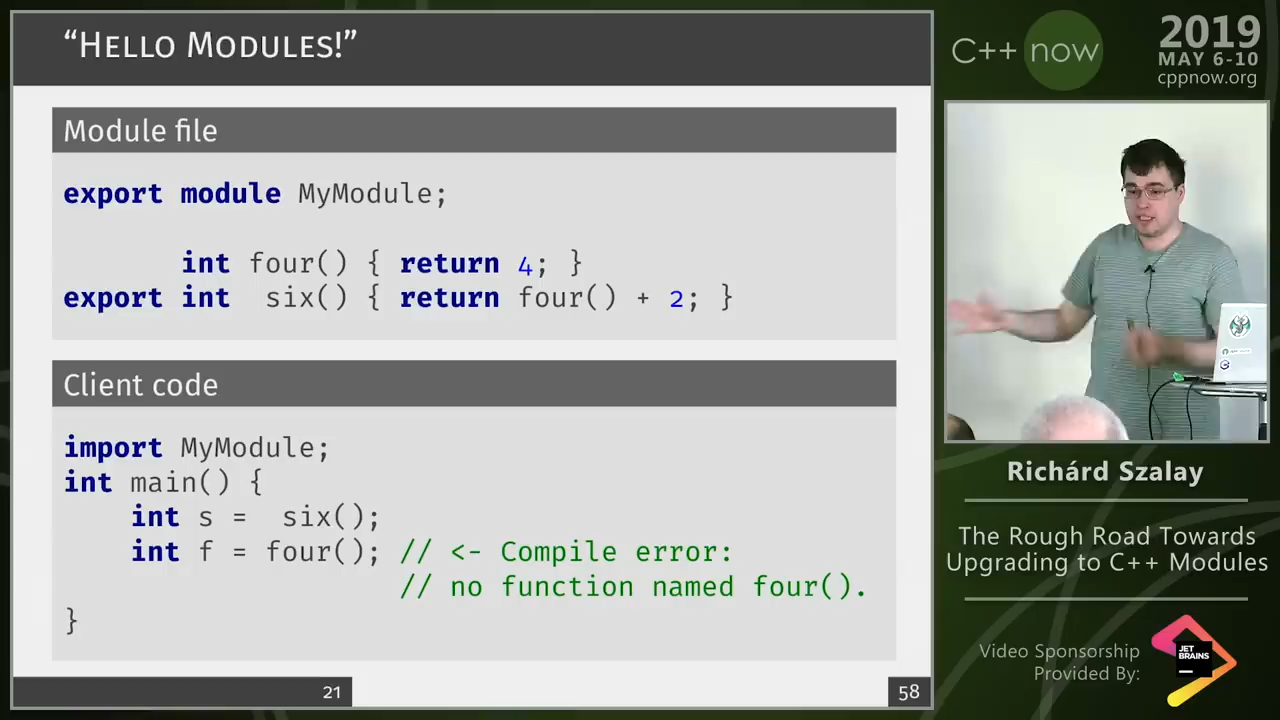 “HELLO MODULES!”
Module file
export module MyModule;
int four() { return 4; }
export int six() { return four() + 2; }
Client code
import MyModule;
int main() {
int s = six();
int f = four(); // <- Compile error:
// no function named four().
}
21
58
C++ now
2019
MAY 6-10
cppnow.org
Richárd Szalay
The Rough Road Towards
Upgrading to C++ Modules
Video Sponsorship
Provided By:
JET
BRAINS